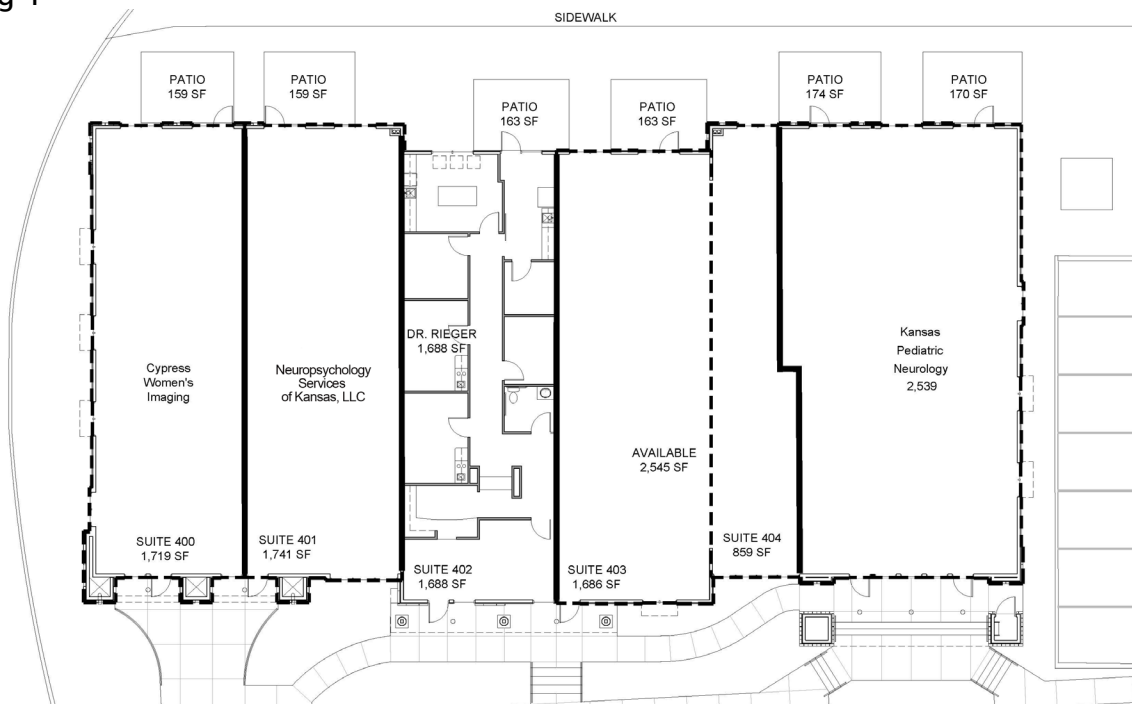 SIDEWALK
PATIO
159 SF
PATIO
159 SF
PATIO
163 SF
PATIO
163 SF
PATIO
174 SF
PATIO
170 SF
DR. RIEGER
1,688 SF
Kansas
Pediatric
Neurology
2,539
Cypress
Women's
Imaging
Neuropsychology
Services
of Kansas, LLC
AVAILABLE
2,545 SF
SUITE 400
1,719 SF
SUITE 401
1,741 SF
SUITE 402
1,688 SF
SUITE 403
1,686 SF
SUITE 404
859 SF